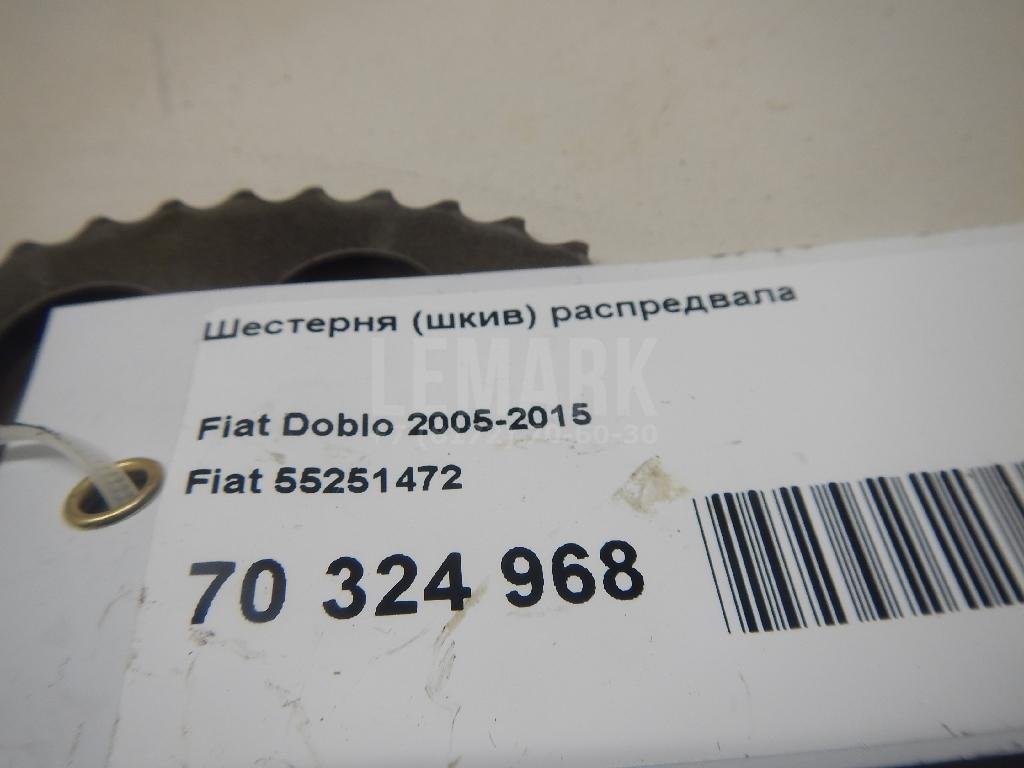 Шестерня (шкив) распредвала
LEMARK
Fiat Doblo 2005-2015
Fiat 55251472
70 324 968